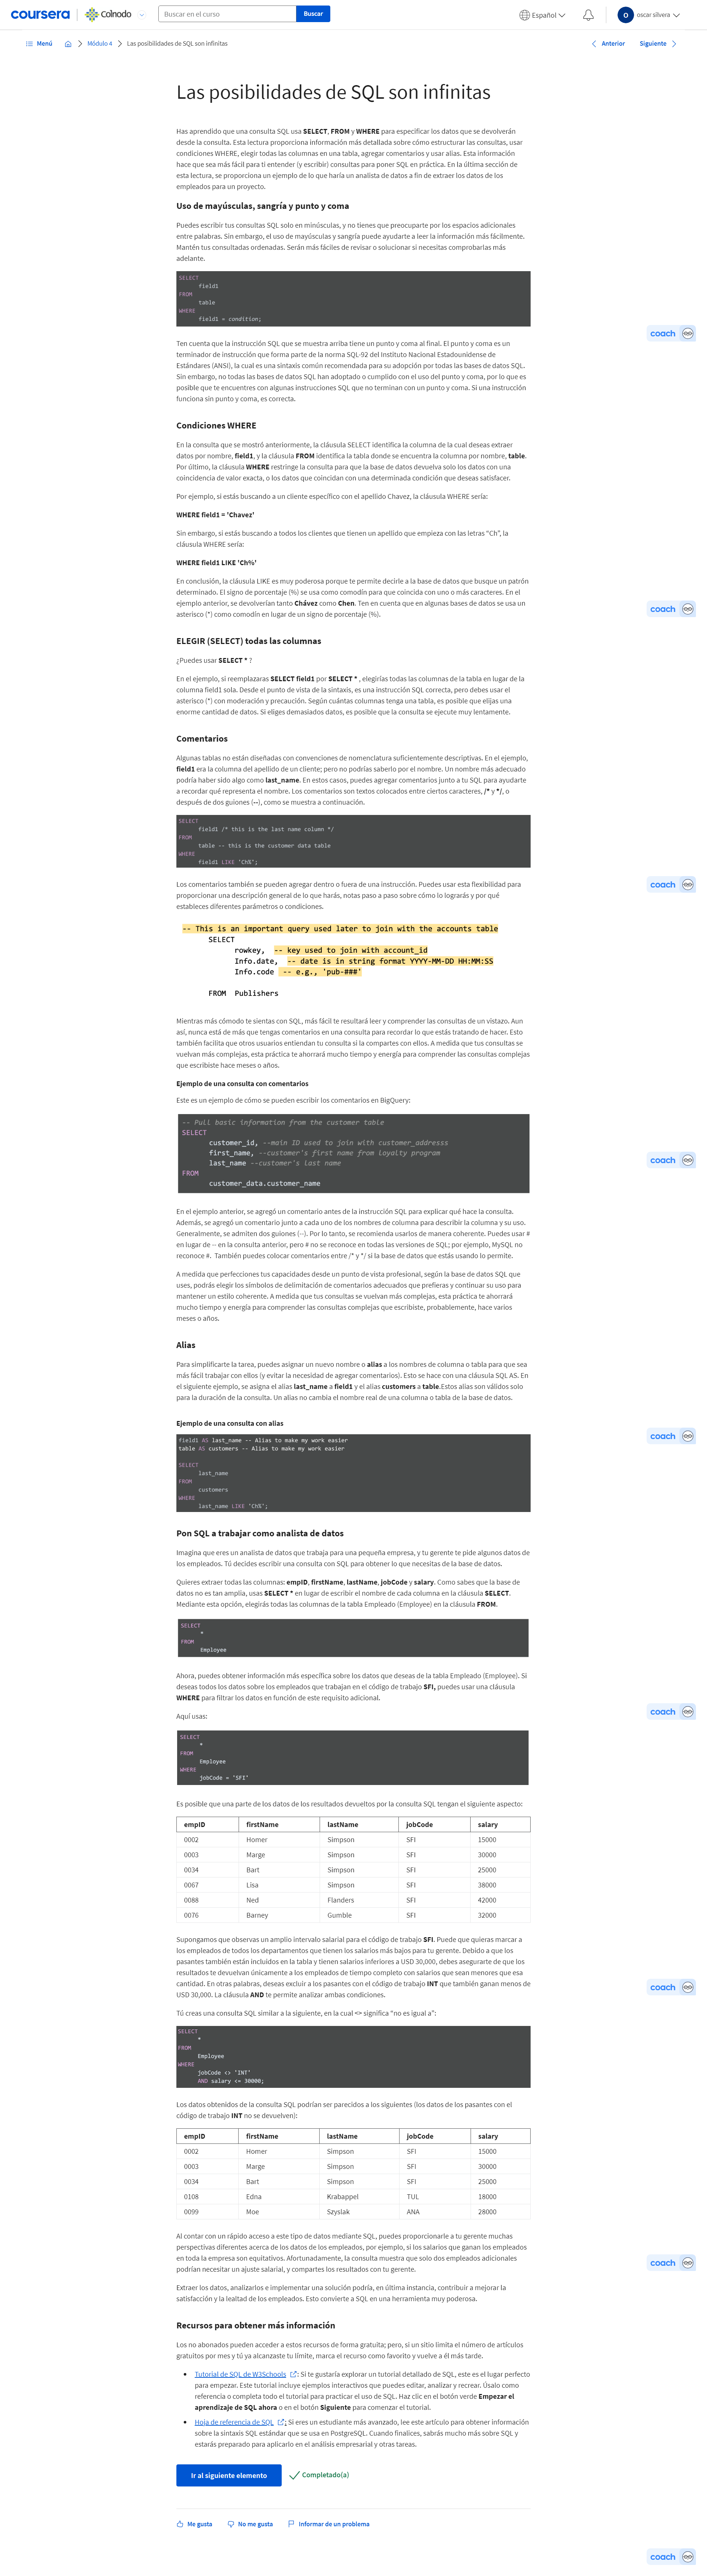 coursera
Colnodo
Buscar en el curso
Buscar
Español
O
oscar silvera
Menú
Módulo 4
Las posibilidades de SQL son infinitas
Anterior
Siguiente
Las posibilidades de SQL son infinitas
Has aprendido que una consulta SQL usa SELECT, FROM y WHERE para especificar los datos que se devolverán
desde la consulta. Esta lectura proporciona información más detallada sobre cómo estructurar las consultas, usar
condiciones WHERE, elegir todas las columnas en una tabla, agregar comentarios y usar alias. Esta información
hace que sea más fácil para ti entender (y escribir) consultas para poner SQL en práctica. En la última sección de
esta lectura, se proporciona un ejemplo de lo que haría un analista de datos a fin de extraer los datos de los
empleados para un proyecto.
Uso de mayúsculas, sangría y punto y coma
Puedes escribir tus consultas SQL solo en minúsculas, y no tienes que preocuparte por los espacios adicionales
entre palabras. Sin embargo, el uso de mayúsculas y sangría puede ayudarte a leer la información más fácilmente.
Mantén tus consultas ordenadas. Serán más fáciles de revisar o solucionar si necesitas comprobarlas más
adelante.
SELECT
field1
FROM
table
WHERE
field1 = condition;
coach
Ten cuenta que la instrucción SQL que se muestra arriba tiene un punto y coma al final. El punto y coma es un
terminador de instrucción que forma parte de la norma SQL-92 del Instituto Nacional Estadounidense de
Estándares (ANSI), la cual es una sintaxis común recomendada para su adopción por todas las bases de datos SQL.
Sin embargo, no todas las bases de datos SQL han adoptado o cumplido con el uso del punto y coma, por lo que es
posible que te encuentres con algunas instrucciones SQL que no terminan con un punto y coma. Si una instrucción
funciona sin punto y coma, es correcta.
Condiciones WHERE
En la consulta que se mostró anteriormente, la cláusula SELECT identifica la columna de la cual deseas extraer
datos por nombre, field1, y la cláusula FROM identifica la tabla donde se encuentra la columna por nombre, table.
Por último, la cláusula WHERE restringe la consulta para que la base de datos devuelva solo los datos con una
coincidencia de valor exacta, o los datos que coincidan con una determinada condición que deseas satisfacer.
Por ejemplo, si estás buscando a un cliente específico con el apellido Chavez, la cláusula WHERE sería:
WHERE field1 = 'Chavez'
Sin embargo, si estás buscando a todos los clientes que tienen un apellido que empieza con las letras “Ch”, la
cláusula WHERE sería:
WHERE field1 LIKE 'Ch%'
En conclusión, la cláusula LIKE es muy poderosa porque te permite decirle a la base de datos que busque un patrón
determinado. El signo de porcentaje (%) se usa como comodín para que coincida con uno o más caracteres. En el
ejemplo anterior, se devolverían tanto Chávez como Chen. Ten en cuenta que en algunas bases de datos se usa un
asterisco (*) como comodín en lugar de un signo de porcentaje (%).
coach
ELEGIR (SELECT) todas las columnas
¿Puedes usar SELECT * ?
En el ejemplo, si reemplazaras SELECT field1 por SELECT * , elegirías todas las columnas de la tabla en lugar de la
columna field1 sola. Desde el punto de vista de la sintaxis, es una instrucción SQL correcta, pero debes usar el
asterisco (*) con moderación y precaución. Según cuántas columnas tenga una tabla, es posible que elijas una
enorme cantidad de datos. Si eliges demasiados datos, es posible que la consulta se ejecute muy lentamente.
Comentarios
Algunas tablas no están diseñadas con convenciones de nomenclatura suficientemente descriptivas. En el ejemplo,
field1 era la columna del apellido de un cliente; pero no podrías saberlo por el nombre. Un nombre más adecuado
podría haber sido algo como last_name. En estos casos, puedes agregar comentarios junto a tu SQL para ayudarte
a recordar qué representa el nombre. Los comentarios son textos colocados entre ciertos caracteres, /* y */, o
después de dos guiones (--), como se muestra a continuación.
SELECT
field1 /* this is the last name column */
FROM
table -- this is the customer data table
WHERE
field1 LIKE 'Ch%';
Los comentarios también se pueden agregar dentro o fuera de una instrucción. Puedes usar esta flexibilidad para
proporcionar una descripción general de lo que harás, notas paso a paso sobre cómo lo lograrás y por qué
estableces diferentes parámetros o condiciones.
coach
-- This is an important query used later to join with the accounts table
SELECT
rowkey, -- key used to join with account_id
Info.date, -- date is in string format YYYY-MM-DD HH:MM:SS
Info.code -- e.g., 'pub-###'
FROM Publishers
Mientras más cómodo te sientas con SQL, más fácil te resultará leer y comprender las consultas de un vistazo. Aun
así, nunca está de más que tengas comentarios en una consulta para recordar lo que estás tratando de hacer. Esto
también facilita que otros usuarios entiendan tu consulta si la compartes con ellos. A medida que tus consultas se
vuelvan más complejas, esta práctica te ahorrará mucho tiempo y energía para comprender las consultas complejas
que escribiste hace meses o años.
Ejemplo de una consulta con comentarios
Este es un ejemplo de cómo se pueden escribir los comentarios en BigQuery:
-- Pull basic information from the customer table
SELECT
customer_id, --main ID used to join with customer_addresss
first_name, --customer's first name from Loyalty program
last_name --customer's last name
FROM
customer_data.customer_name
coach
En el ejemplo anterior, se agregó un comentario antes de la instrucción SQL para explicar qué hace la consulta.
Además, se agregó un comentario junto a cada uno de los nombres de columna para describir la columna y su uso.
Generalmente, se admiten dos guiones (--). Por lo tanto, se recomienda usarlos de manera coherente. Puedes usar #
en lugar de -- en la consulta anterior, pero # no se reconoce en todas las versiones de SQL; por ejemplo, MySQL no
reconoce #. También puedes colocar comentarios entre /* y */ si la base de datos que estás usando lo permite.
A medida que perfecciones tus capacidades desde un punto de vista profesional, según la base de datos SQL que
uses, podrás elegir los símbolos de delimitación de comentarios adecuados que prefieras y continuar su uso para
mantener un estilo coherente. A medida que tus consultas se vuelvan más complejas, esta práctica te ahorrará
mucho tiempo y energía para comprender las consultas complejas que escribiste, probablemente, hace varios
meses o años.
Alias
Para simplificarte la tarea, puedes asignar un nuevo nombre o alias a los nombres de columna o tabla para que sea
más fácil trabajar con ellos (y evitar la necesidad de agregar comentarios). Esto se hace con una cláusula SQL AS. En
el siguiente ejemplo, se asigna el alias last_name a field1 y el alias customers a table.Estos alias son válidos solo
para la duración de la consulta. Un alias no cambia el nombre real de una columna o tabla de la base de datos.
Ejemplo de una consulta con alias
coach
field1 AS last_name -- Alias to make my work easier
table AS customers -- Alias to make my work easier
SELECT
last_name
FROM
customers
WHERE
last_name LIKE 'Ch%';
Pon SQL a trabajar como analista de datos
Imagina que eres un analista de datos que trabaja para una pequeña empresa, y tu gerente te pide algunos datos de
los empleados. Tú decides escribir una consulta con SQL para obtener lo que necesitas de la base de datos.
Quieres extraer todas las columnas: empID, firstName, lastName, jobCode y salary. Como sabes que la base de
datos no es tan amplia, usas SELECT * en lugar de escribir el nombre de cada columna en la cláusula SELECT.
Mediante esta opción, elegirás todas las columnas de la tabla Empleado (Employee) en la cláusula FROM.
SELECT
*
FROM
Employee
Ahora, puedes obtener información más específica sobre los datos que deseas de la tabla Empleado (Employee). Si
deseas todos los datos sobre los empleados que trabajan en el código de trabajo SFI, puedes usar una cláusula
WHERE para filtrar los datos en función de este requisito adicional.
coach
Aquí usas:
SELECT
*
FROM
Employee
WHERE
jobCode = 'SFI'
Es posible que una parte de los datos de los resultados devueltos por la consulta SQL tengan el siguiente aspecto:
empID firstName lastName jobCode salary
0002 Homer Simpson SFI 15000
0003 Marge Simpson SFI 30000
0034 Bart Simpson SFI 25000
0067 Lisa Simpson SFI 38000
0088 Ned Flanders SFI 42000
0076 Barney Gumble SFI 32000
Supongamos que observas un amplio intervalo salarial para el código de trabajo SFI. Puede que quieras marcar a
los empleados de todos los departamentos que tienen los salarios más bajos para tu gerente. Debido a que los
pasantes también están incluidos en la tabla y tienen salarios inferiores a USD 30,000, debes asegurarte de que los
resultados te devuelvan únicamente a los empleados de tiempo completo con salarios que sean menores que esa
cantidad. En otras palabras, deseas excluir a los pasantes con el código de trabajo INT que también ganan menos de
USD 30,000. La cláusula AND te permite analizar ambas condiciones.
coach
Tú creas una consulta SQL similar a la siguiente, en la cual <> significa “no es igual a”:
SELECT
*
FROM
Employee
WHERE
jobCode <> 'INT'
AND salary <= 30000;
Los datos obtenidos de la consulta SQL podrían ser parecidos a los siguientes (los datos de los pasantes con el
código de trabajo INT no se devuelven):
empID firstName lastName jobCode salary
0002 Homer Simpson SFI 15000
0003 Marge Simpson SFI 30000
0034 Bart Simpson SFI 25000
0108 Edna Krabappel TUL 18000
0099 Moe Szyslak ANA 28000
Al contar con un rápido acceso a este tipo de datos mediante SQL, puedes proporcionarle a tu gerente muchas
perspectivas diferentes acerca de los datos de los empleados, por ejemplo, si los salarios que ganan los empleados
en toda la empresa son equitativos. Afortunadamente, la consulta muestra que solo dos empleados adicionales
podrían necesitar un ajuste salarial, y compartes los resultados con tu gerente.
coach
Extraer los datos, analizarlos e implementar una solución podría, en última instancia, contribuir a mejorar la
satisfacción y la lealtad de los empleados. Esto convierte a SQL en una herramienta muy poderosa.
Recursos para obtener más información
Los no abonados pueden acceder a estos recursos de forma gratuita; pero, si un sitio limita el número de artículos
gratuitos por mes y tú ya alcanzaste tu límite, marca el recurso como favorito y vuelve a él más tarde.
• Tutorial de SQL de W3Schools : Si te gustaría explorar un tutorial detallado de SQL, este es el lugar perfecto
para empezar. Este tutorial incluye ejemplos interactivos que puedes editar, analizar y recrear. Úsalo como
referencia o completa todo el tutorial para practicar el uso de SQL. Haz clic en el botón verde Empezar el
aprendizaje de SQL ahora o en el botón Siguiente para comenzar el tutorial.
• Hoja de referencia de SQL : Si eres un estudiante más avanzado, lee este artículo para obtener información
sobre la sintaxis SQL estándar que se usa en PostgreSQL. Cuando finalices, sabrás mucho más sobre SQL y
estarás preparado para aplicarlo en el análisis empresarial y otras tareas.
Ir al siguiente elemento
Completado(a)
Me gusta
No me gusta
Informar de un problema
coach